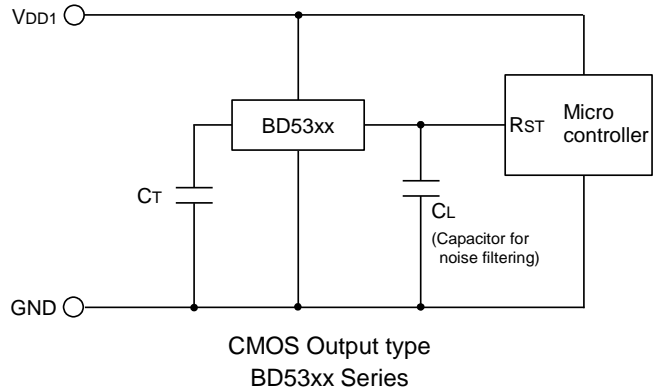 VDD1
BD53xx
RST
Micro
controller
CT
CL
(Capacitor for
noise filtering)
GND
CMOS Output type
BD53xx Series